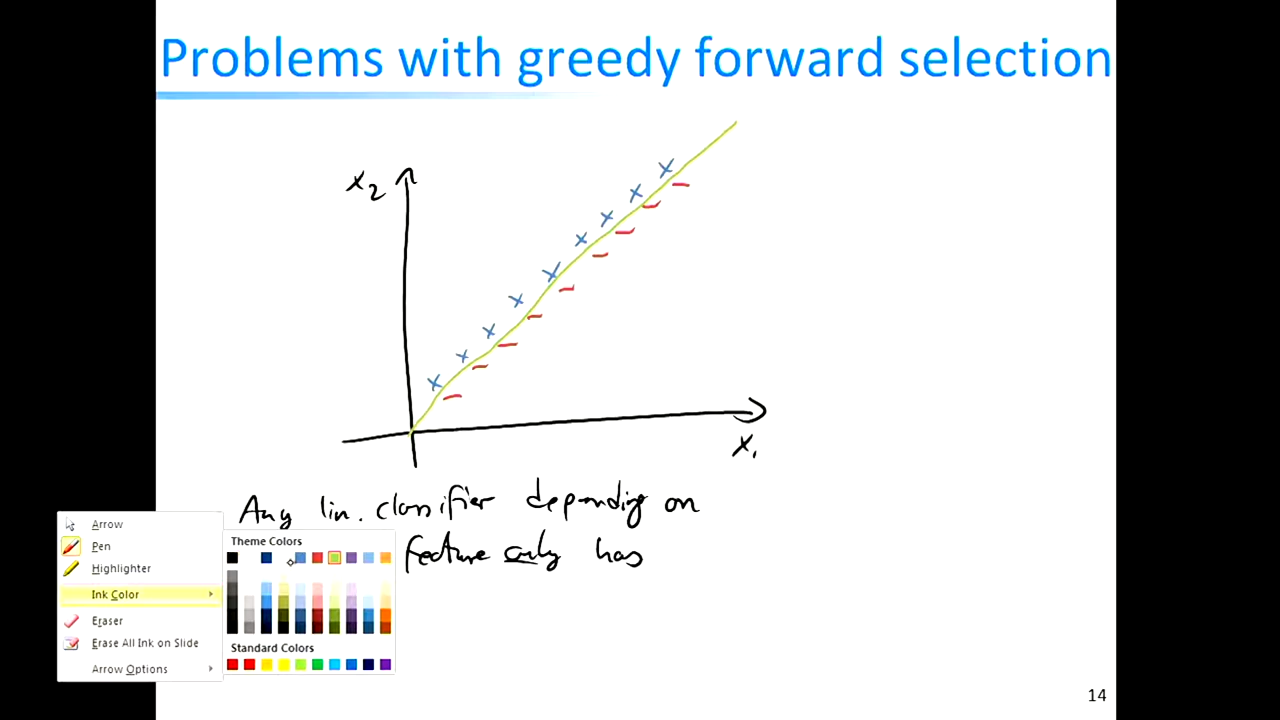 Problems with greedy forward selection
x2
x1
Any lin. classifier depending on
feature only has
Arrow
Pen
Highlighter
Ink Color
Eraser
Erase All Ink on Slide
Arrow Options
Theme Colors
Standard Colors
14